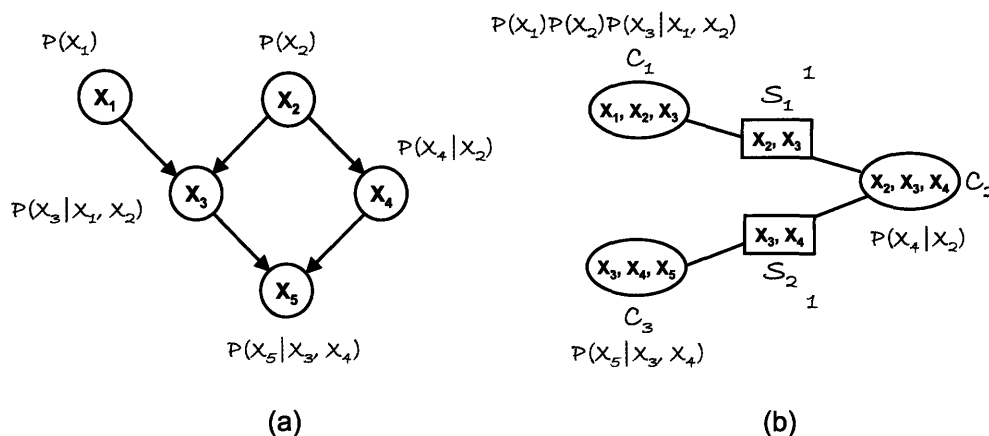 P(X₁)
P(X₂)
X₁
X₂
P(X₄|X₂)
X₃
X₄
P(X₃|X₁, X₂)
X₅
P(X₅|X₃, X₄)
(a)
P(X₁)P(X₂)P(X₃|X₁, X₂)
C₁
1
S₁
X₁, X₂, X₃
X₂, X₃
X₂, X₃, X₄
C₂
X₃, X₄
P(X₄|X₂)
X₃, X₄, X₅
S₂
1
C₃
P(X₅|X₃, X₄)
(b)